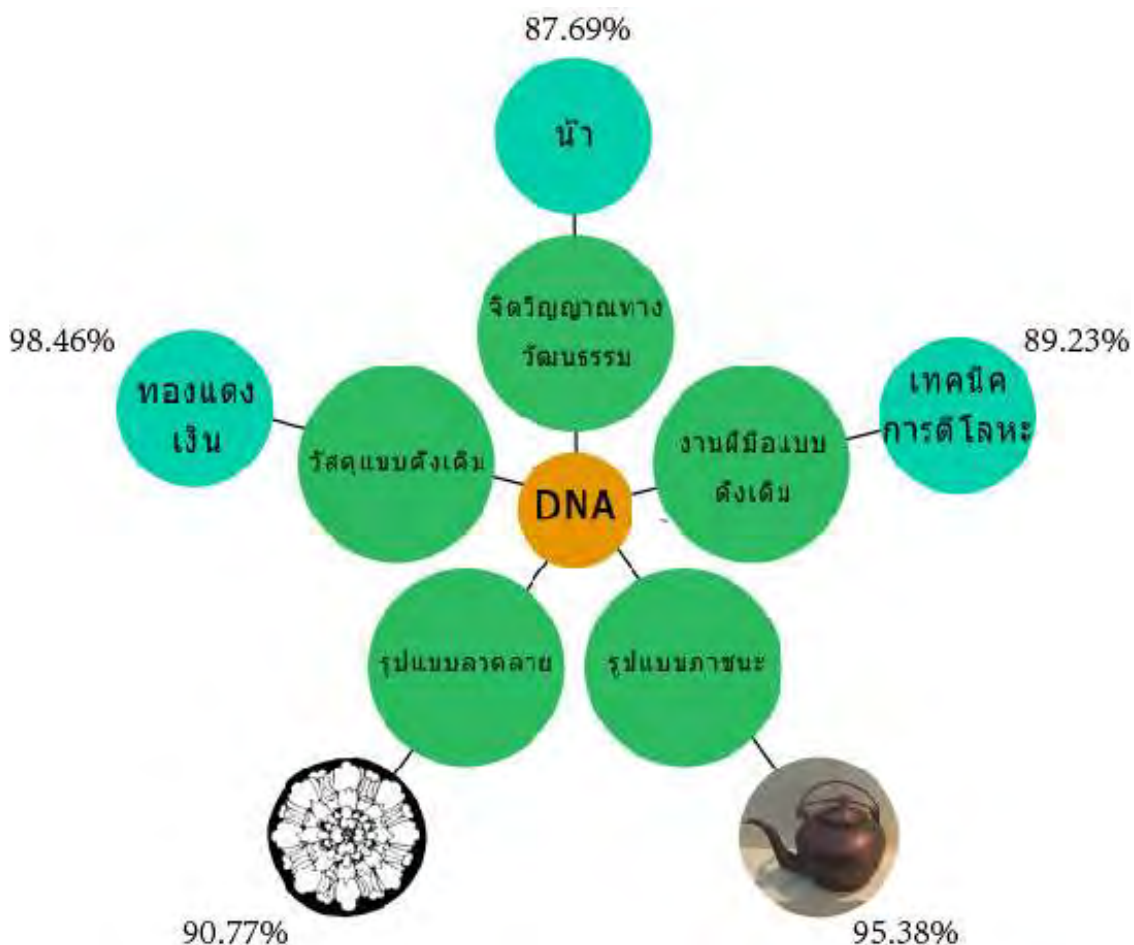 87.69%
น้ำ
จิตวิญญาณทาง
วัฒนธรรม
98.46%
ทองแดง
เงิน
วัสดุแบบดั้งเดิม
89.23%
เทคนิค
การตีโลหะ
งานฝีมือแบบ
ดั้งเดิม
DNA
รูปแบบลวดลาย
รูปแบบภาชนะ
90.77%
95.38%